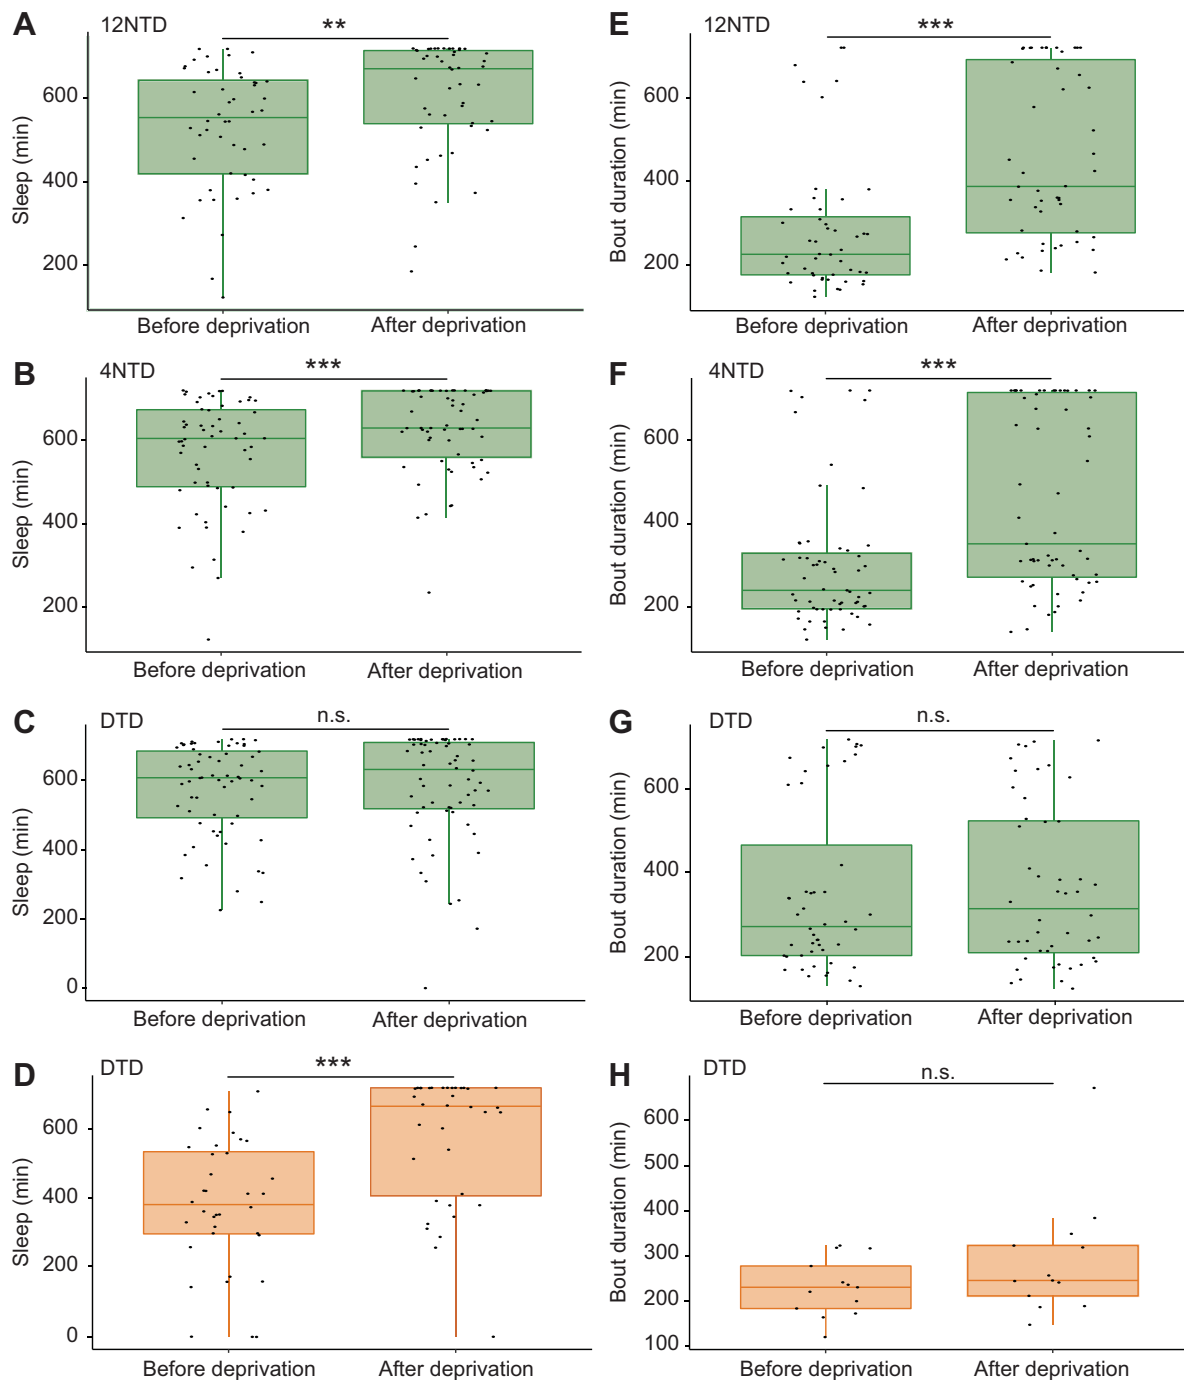 A 12NTD
**
Sleep (min)
600
400
200
Before deprivation After deprivation
E 12NTD
***
Bout duration (min)
600
400
200
Before deprivation After deprivation
B 4NTD
***
Sleep (min)
600
400
200
Before deprivation After deprivation
F 4NTD
***
Bout duration (min)
600
400
200
Before deprivation After deprivation
C DTD
n.s.
Sleep (min)
600
400
200
0
Before deprivation After deprivation
G DTD
n.s.
Bout duration (min)
600
400
200
Before deprivation After deprivation
D DTD
***
Sleep (min)
600
400
200
0
Before deprivation After deprivation
H DTD
n.s.
Bout duration (min)
600
500
400
300
200
100
Before deprivation After deprivation